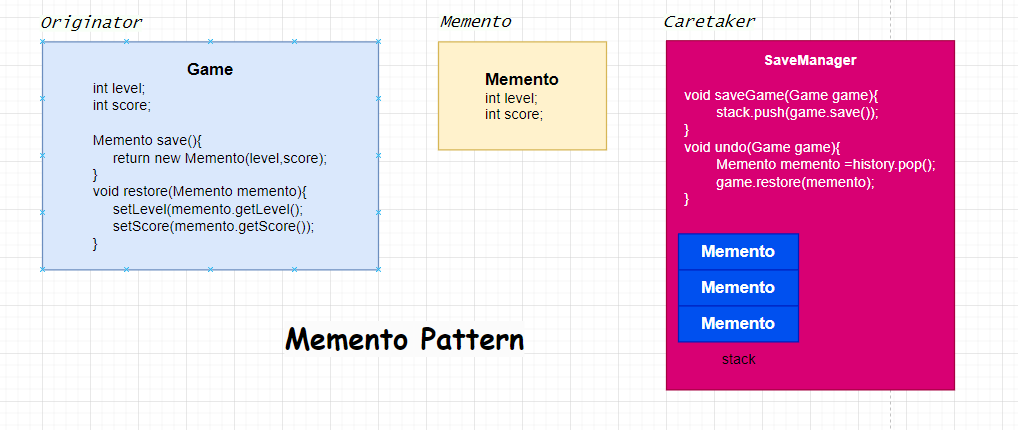 Originator
Game
int level;
int score;
Memento save(){
return new Memento(level,score);
}
void restore(Memento memento){
setLevel(memento.getLevel();
setScore(memento.getScore());
}
Memento
Memento
int level;
int score;
Caretaker
SaveManager
void saveGame(Game game){
stack.push(game.save());
}
void undo(Game game){
Memento memento =history.pop();
game.restore(memento);
}
Memento
Memento
Memento
stack
Memento Pattern